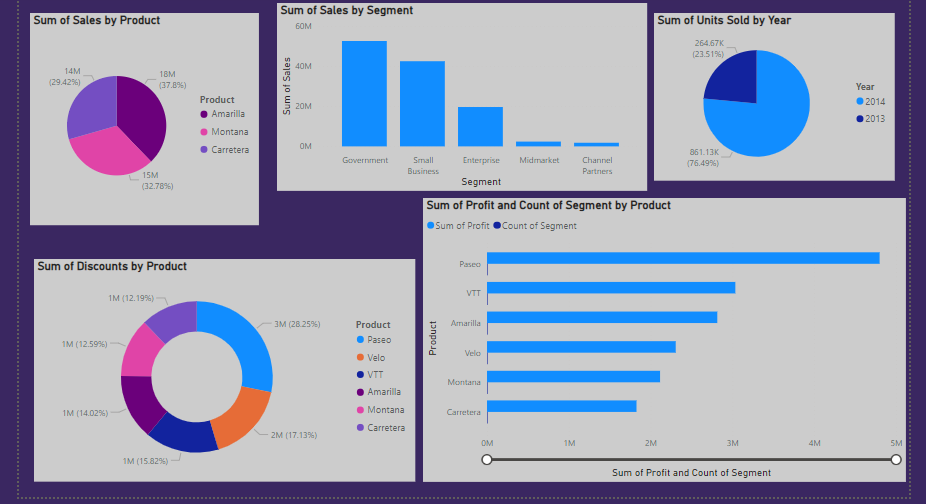 Sum of Sales by Product
14M
(29.42%)
18M
(37.8%)
15M
(32.78%)
Product
Amarilla
Montana
Carretera
Sum of Sales by Segment
Sum of Sales
60M
40M
20M
0M
Government
Small
Business
Enterprise
Midmarket
Channel
Partners
Segment
Sum of Units Sold by Year
264.67K
(23.51%)
861.13K
(76.49%)
Year
2014
2013
Sum of Discounts by Product
1M (12.19%)
3M (28.25%)
1M (12.59%)
1M (14.02%)
2M (17.13%)
1M (15.82%)
Product
Paseo
Velo
VTT
Amarilla
Montana
Carretera
Sum of Profit and Count of Segment by Product
Sum of Profit Count of Segment
Product
Paseo
VTT
Amarilla
Velo
Montana
Carretera
0M 1M 2M 3M 4M 5M
Sum of Profit and Count of Segment